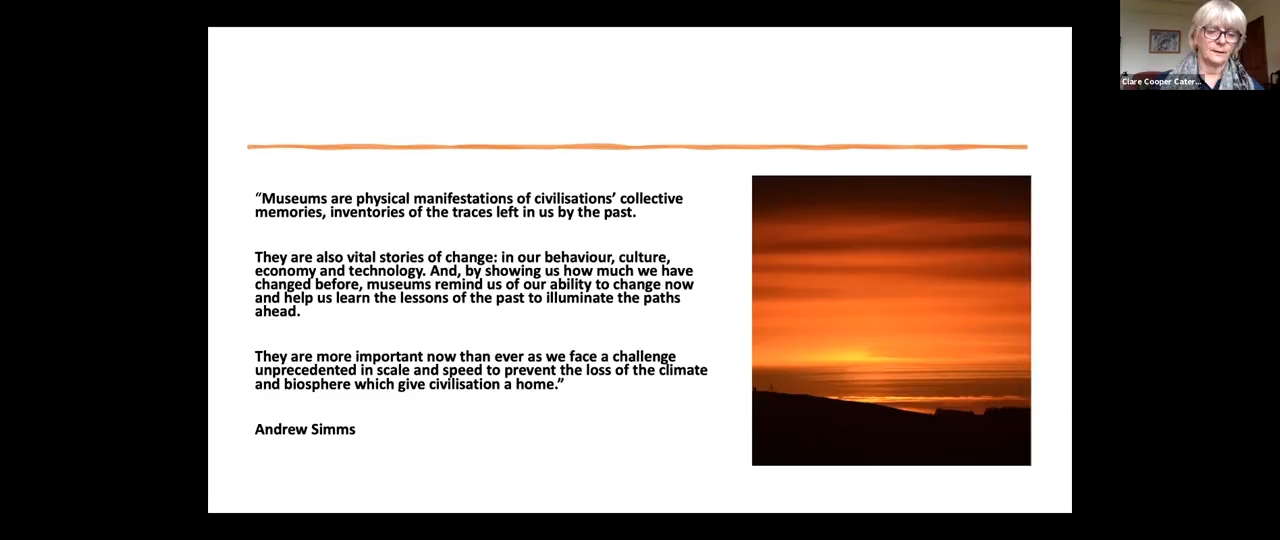 “Museums are physical manifestations of civilisations’ collective
memories, inventories of the traces left in us by the past.
They are also vital stories of change: in our behaviour, culture,
economy and technology. And, by showing us how much we have
changed before, museums remind us of our ability to change now
and help us learn the lessons of the past to illuminate the paths
ahead.
They are more important now than ever as we face a challenge
unprecedented in scale and speed to prevent the loss of the climate
and biosphere which give civilisation a home.”
Andrew Simms
Clare Cooper Cater...